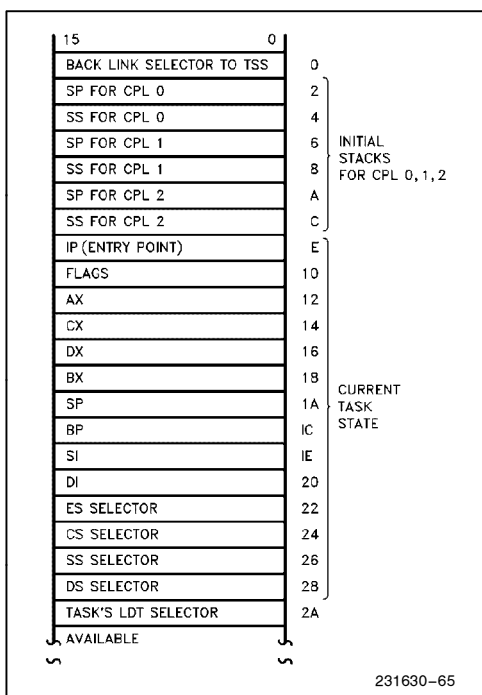 15 0
BACK LINK SELECTOR TO TSS 0
SP FOR CPL 0 2
SS FOR CPL 0 4
SP FOR CPL 1 6
SS FOR CPL 1 8
SP FOR CPL 2 A
SS FOR CPL 2 C
INITIAL
STACKS
FOR CPL 0,1,2
IP (ENTRY POINT) E
FLAGS 10
AX 12
CX 14
DX 16
BX 18
SP 1A
BP 1C
SI 1E
DI 20
ES SELECTOR 22
CS SELECTOR 24
SS SELECTOR 26
DS SELECTOR 28
CURRENT
TASK
STATE
TASK'S LDT SELECTOR 2A
AVAILABLE
231630-65